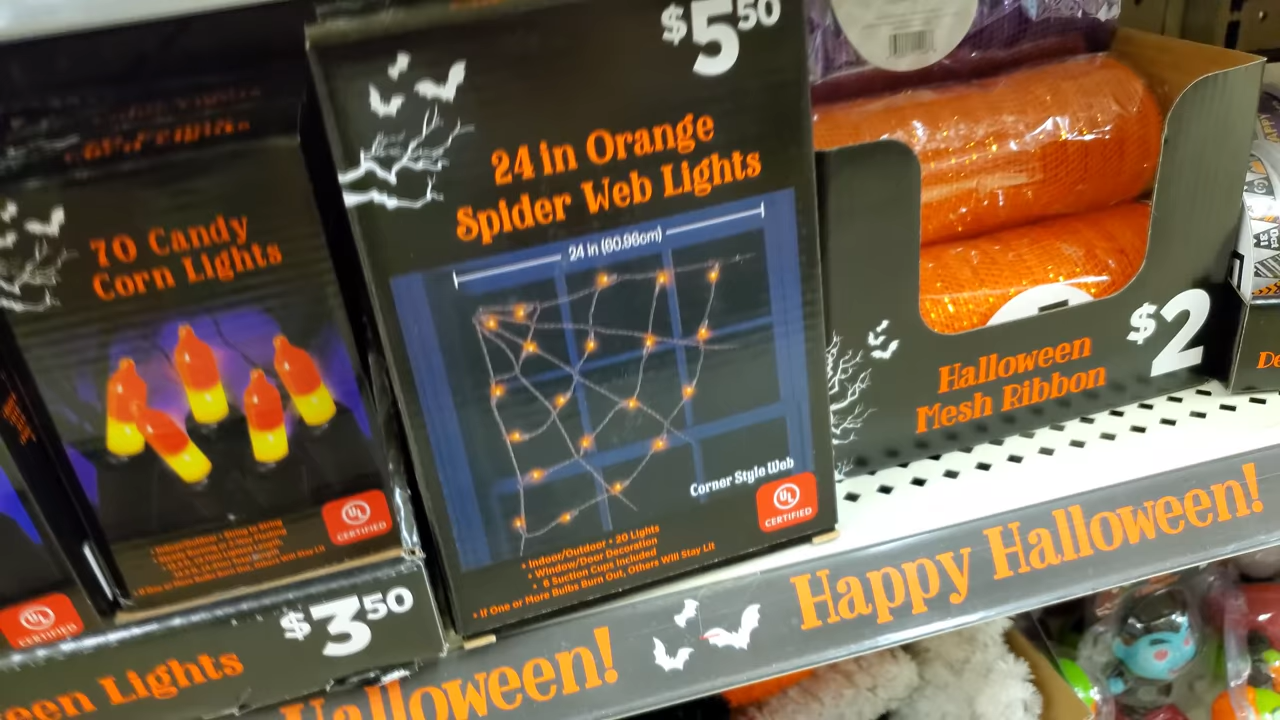 70 Candy
Corn Lights
UL
CERTIFIED
UL
CERTIFIED
$3.50
een Lights
$5.50
24 in Orange
Spider Web Lights
24 in (60.96cm)
Corner Style Web
UL
CERTIFIED
• Indoor/Outdoor • 20 Lights
• Window/Door Decoration
• 6 Suction Cups Included
• If One or More Bulbs Burn Out, Others Will Stay Lit
Halloween
Mesh Ribbon
$2
De
alloween!
Happy Halloween!